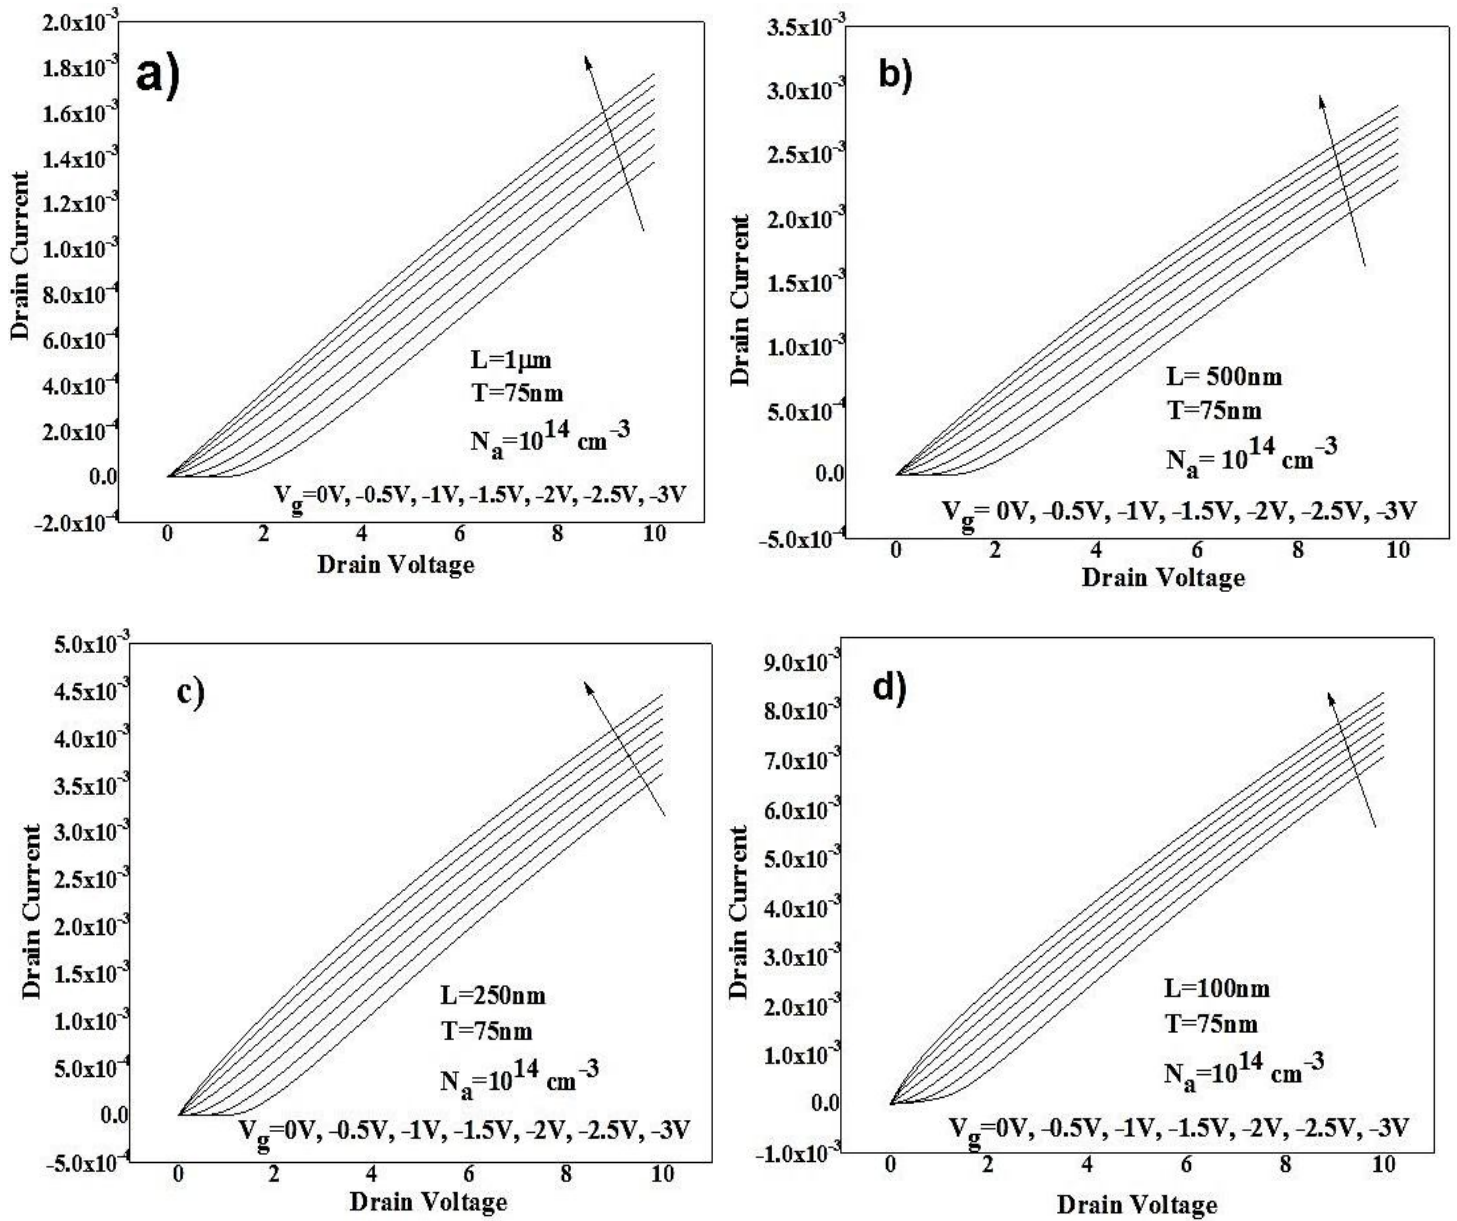 a)
2.0x10^-3
1.8x10^-3
1.6x10^-3
1.4x10^-3
1.2x10^-3
1.0x10^-3
8.0x10^-4
6.0x10^-4
4.0x10^-4
2.0x10^-4
0.0
-2.0x10^-4
Drain Current
L=1μm
T=75nm
N_a=10^14 cm^-3
V_g=0V, -0.5V, -1V, -1.5V, -2V, -2.5V, -3V
0 2 4 6 8 10
Drain Voltage
b)
3.5x10^-3
3.0x10^-3
2.5x10^-3
2.0x10^-3
1.5x10^-3
1.0x10^-3
5.0x10^-4
0.0
-5.0x10^-4
Drain Current
L= 500nm
T=75nm
N_a= 10^14 cm^-3
V_g= 0V, -0.5V, -1V, -1.5V, -2V, -2.5V, -3V
0 2 4 6 8 10
Drain Voltage
c)
5.0x10^-3
4.5x10^-3
4.0x10^-3
3.5x10^-3
3.0x10^-3
2.5x10^-3
2.0x10^-3
1.5x10^-3
1.0x10^-3
5.0x10^-4
0.0
-5.0x10^-4
Drain Current
L=250nm
T=75nm
N_a=10^14 cm^-3
V_g=0V, -0.5V, -1V, -1.5V, -2V, -2.5V, -3V
0 2 4 6 8 10
Drain Voltage
d)
9.0x10^-3
8.0x10^-3
7.0x10^-3
6.0x10^-3
5.0x10^-3
4.0x10^-3
3.0x10^-3
2.0x10^-3
1.0x10^-3
0.0
-1.0x10^-3
Drain Current
L=100nm
T=75nm
N_a=10^14 cm^-3
V_g=0V, -0.5V, -1V, -1.5V, -2V, -2.5V, -3V
0 2 4 6 8 10
Drain Voltage